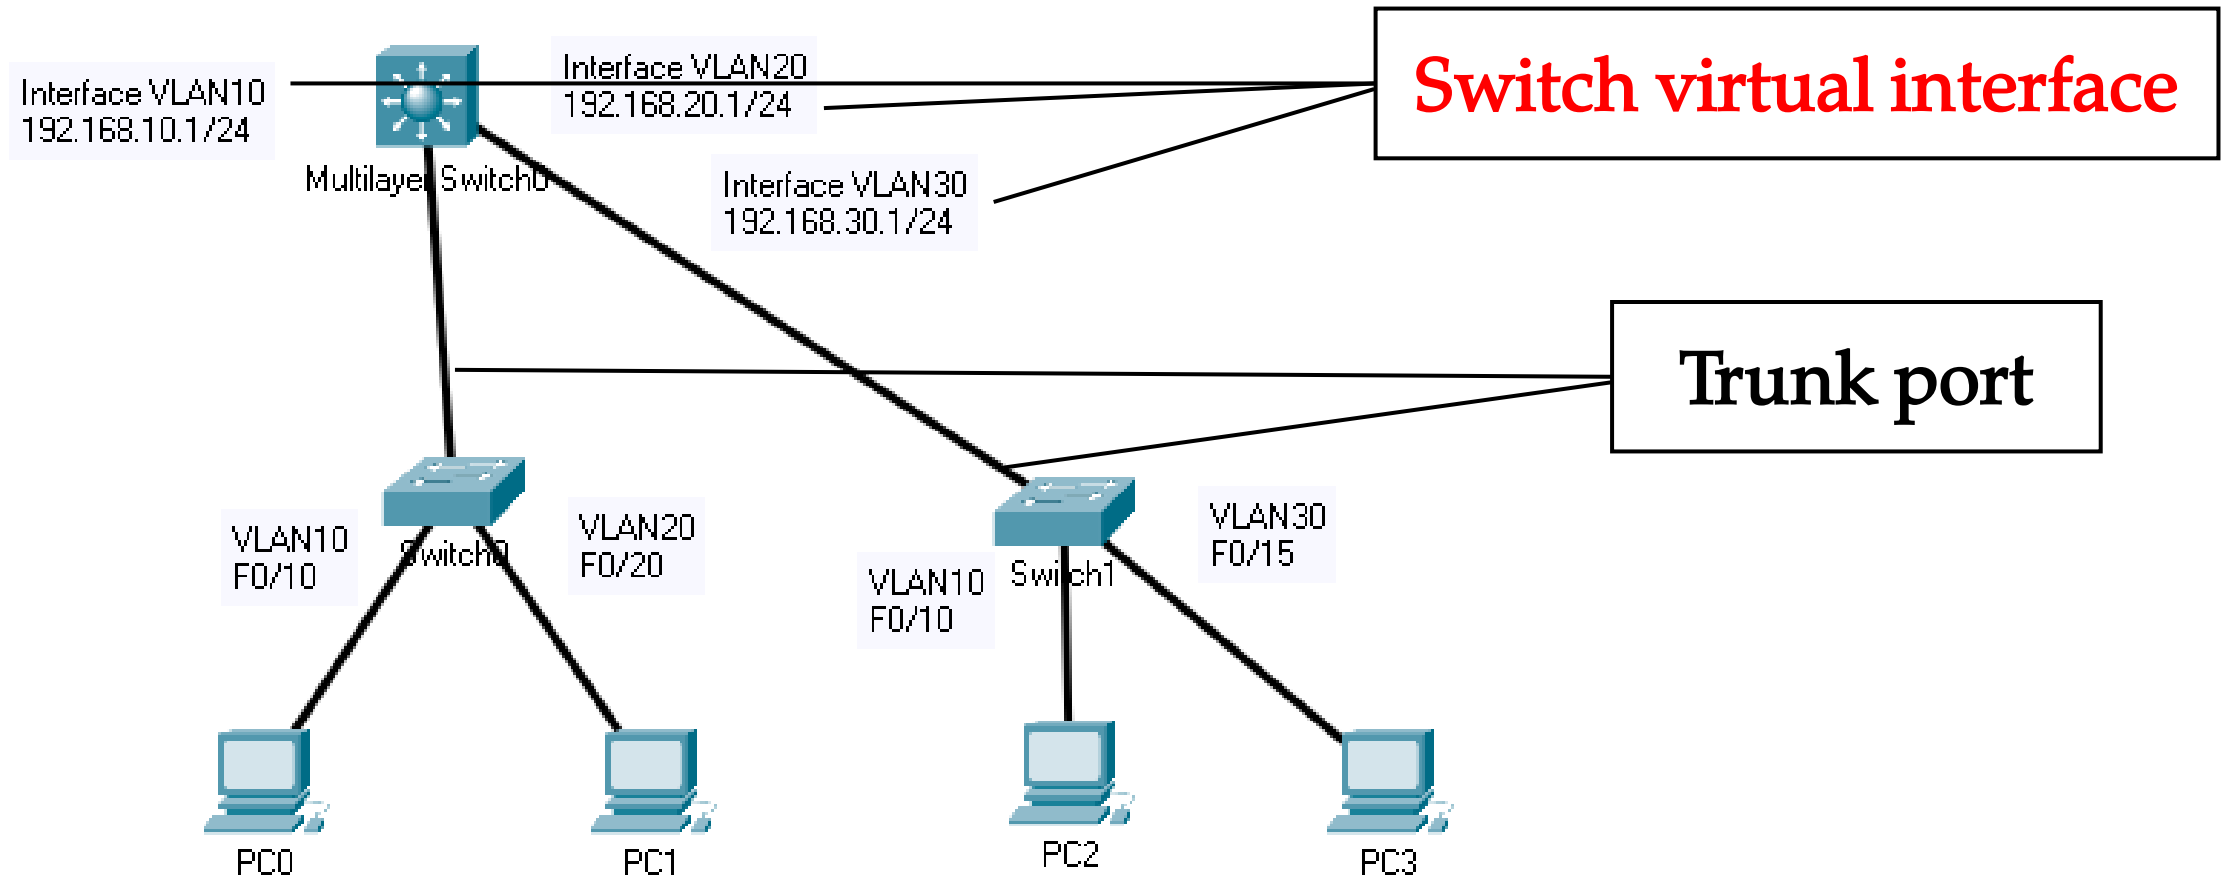 Interface VLAN10
192.168.10.1/24
Interface VLAN20
192.168.20.1/24
Switch virtual interface
Multilayer Switch0
Interface VLAN30
192.168.30.1/24
Trunk port
VLAN10
F0/10
Switch0
VLAN20
F0/20
VLAN10
F0/10
Switch1
VLAN30
F0/15
PC0
PC1
PC2
PC3